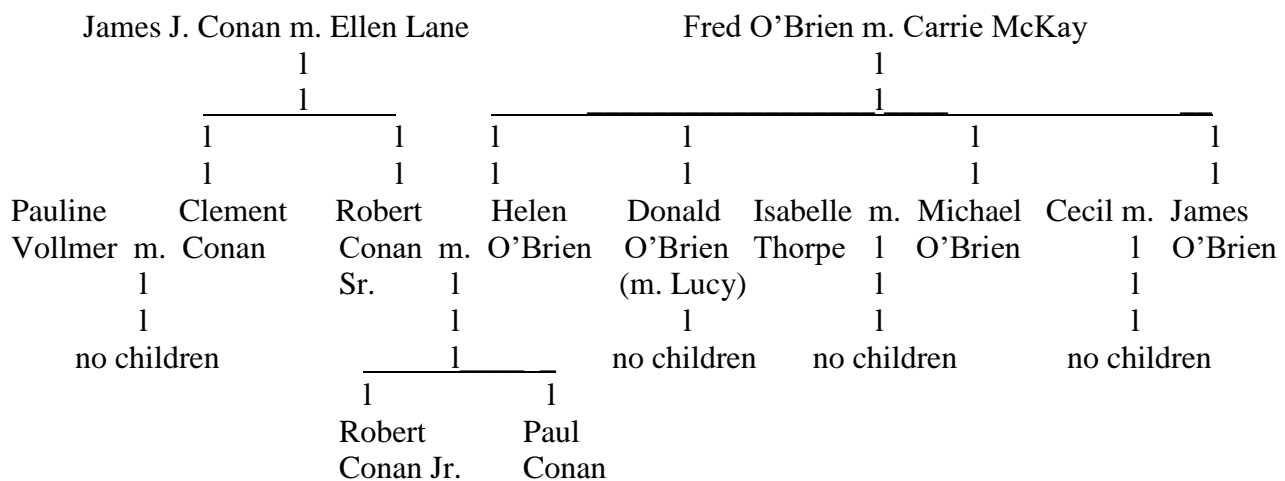 James J. Conan m. Ellen Lane Fred O’Brien m. Carrie McKay
l l
l l
l l l l l l
l l l l l l
Pauline Clement Robert Helen Donald Isabelle m. Michael Cecil m. James
Vollmer m. Conan Conan m. O’Brien O’Brien Thorpe l O’Brien l O’Brien
l Sr. l (m. Lucy) l l
l l l l l
no children l no children no children no children
l l
Robert Paul
Conan Jr. Conan